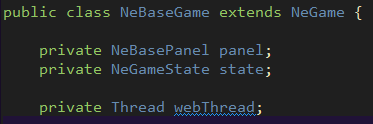 public class NeBaseGame extends NeGame {
private NeBasePanel panel;
private NeGameState state;
private Thread webThread;